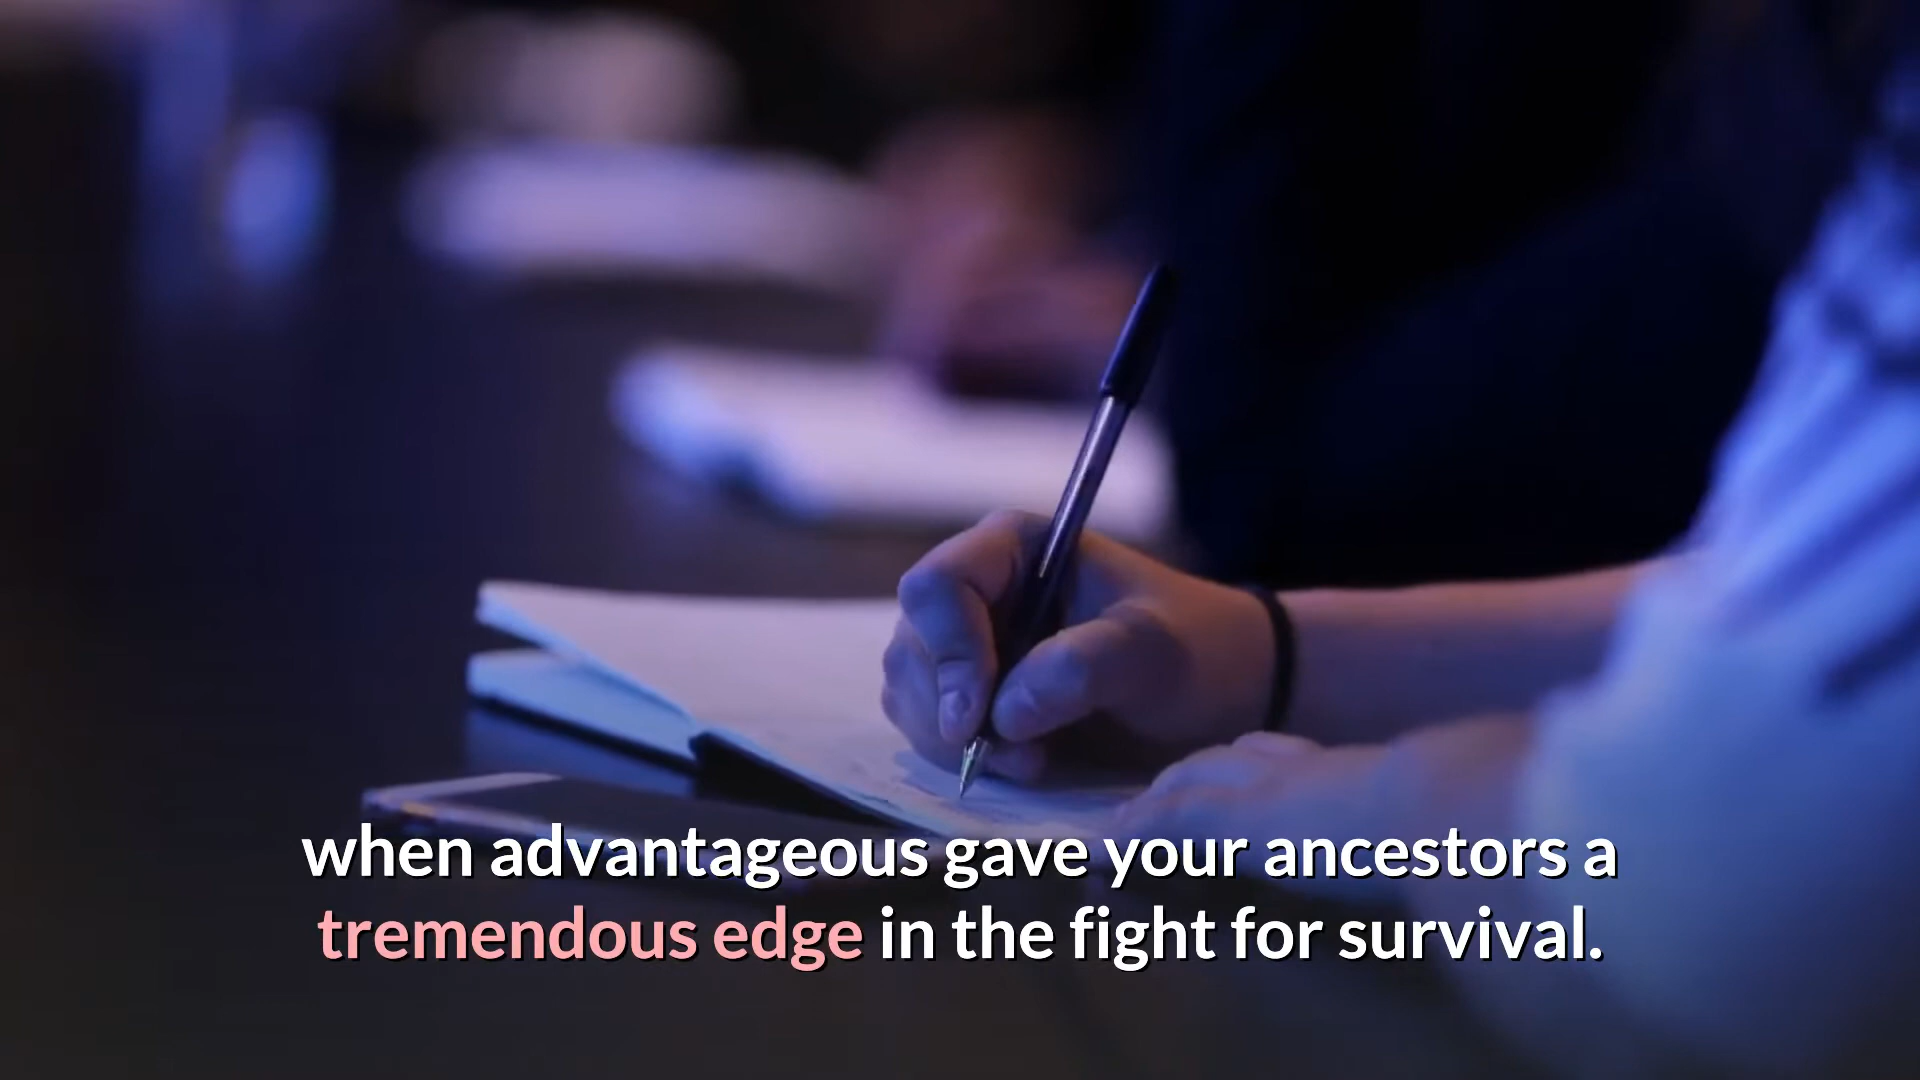 when advantageous gave your ancestors a
tremendous edge in the fight for survival.